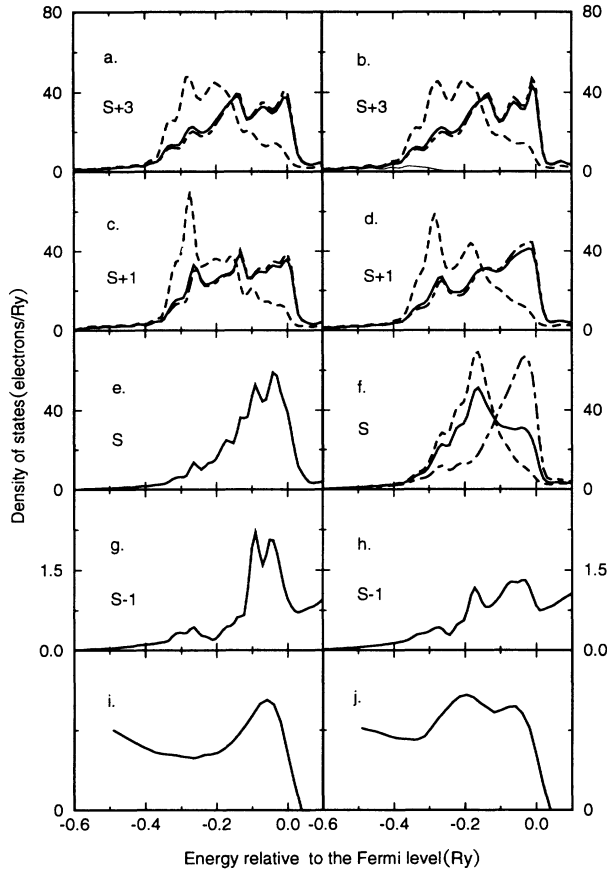 80
80
a.
b.
40
S+3
S+3
40
0
0
c.
d.
40
S+1
S+1
40
0
0
e.
f.
40
S
S
40
0
0
g.
h.
1.5
S-1
S-1
1.5
0.0
0.0
i.
j.
0
0
-0.6
-0.4
-0.2
0.0
-0.6
-0.4
-0.2
0.0
Density of states(electrons/Ry)
Energy relative to the Fermi level(Ry)